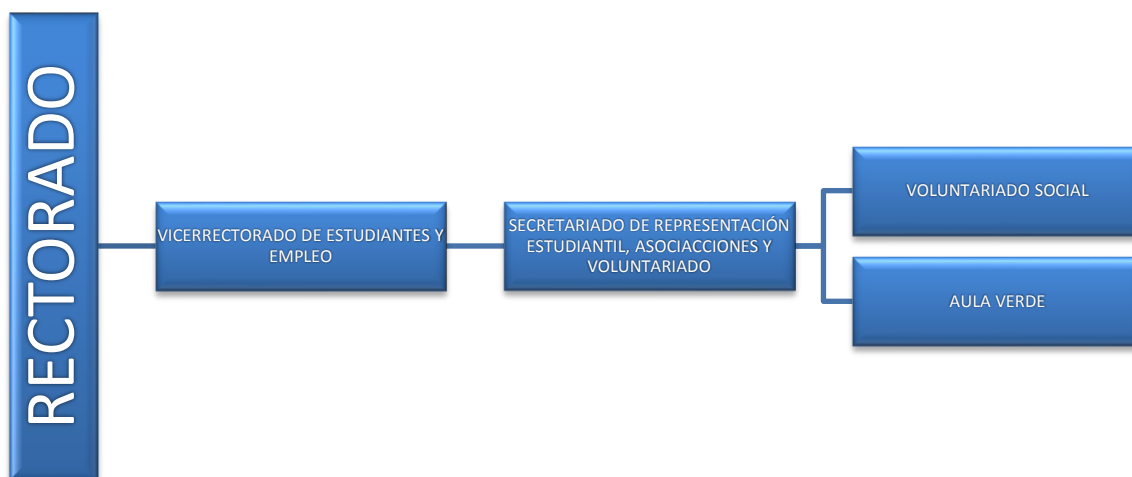 RECTORADO
VICERRECTORADO DE ESTUDIANTES Y
EMPLEO
SECRETARIADO DE REPRESENTACIÓN
ESTUDIANTIL, ASOCIACCIONES Y
VOLUNTARIADO
VOLUNTARIADO SOCIAL
AULA VERDE